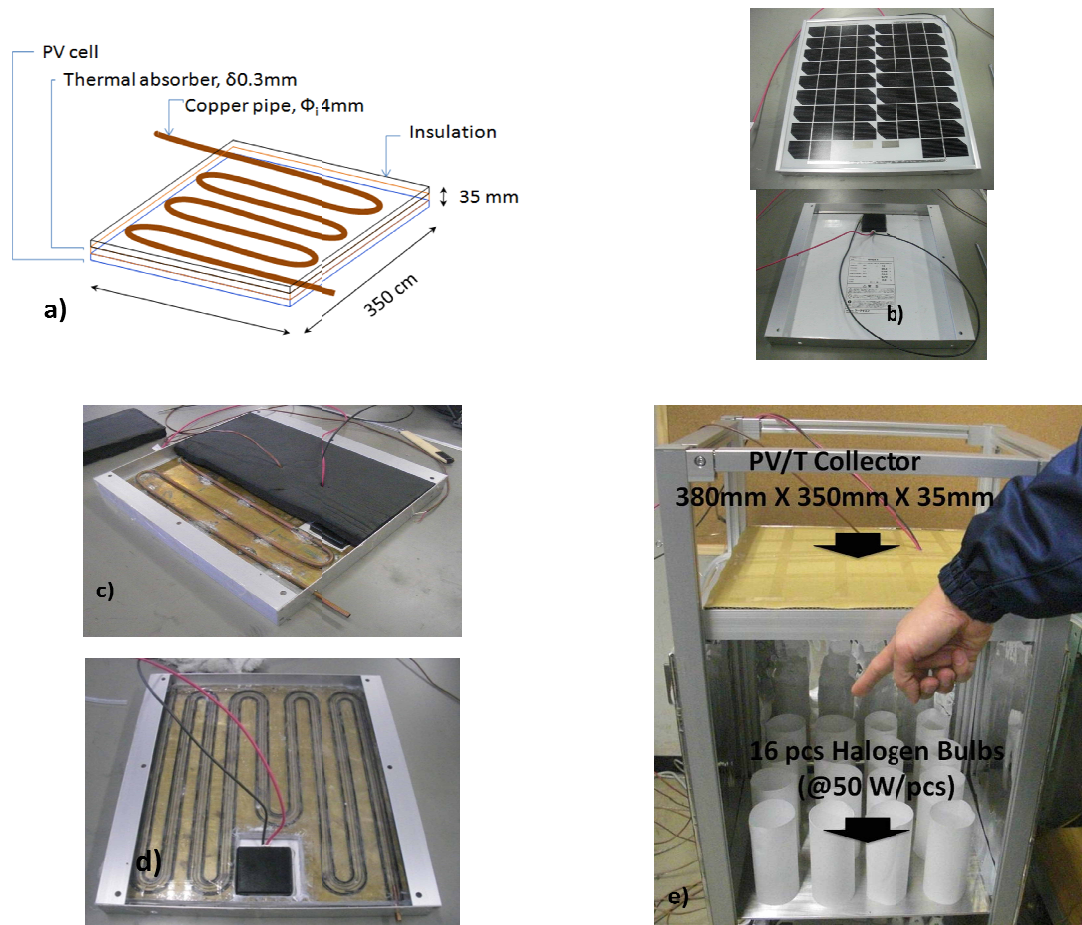 PV cell
Thermal absorber, δ0.3mm
Copper pipe, Φi4mm
Insulation
35 mm
350 cm
a)
b)
c)
d)
PV/T Collector
380mm X 350mm X 35mm
16 pcs Halogen Bulbs
(@50 W/pcs)
e)